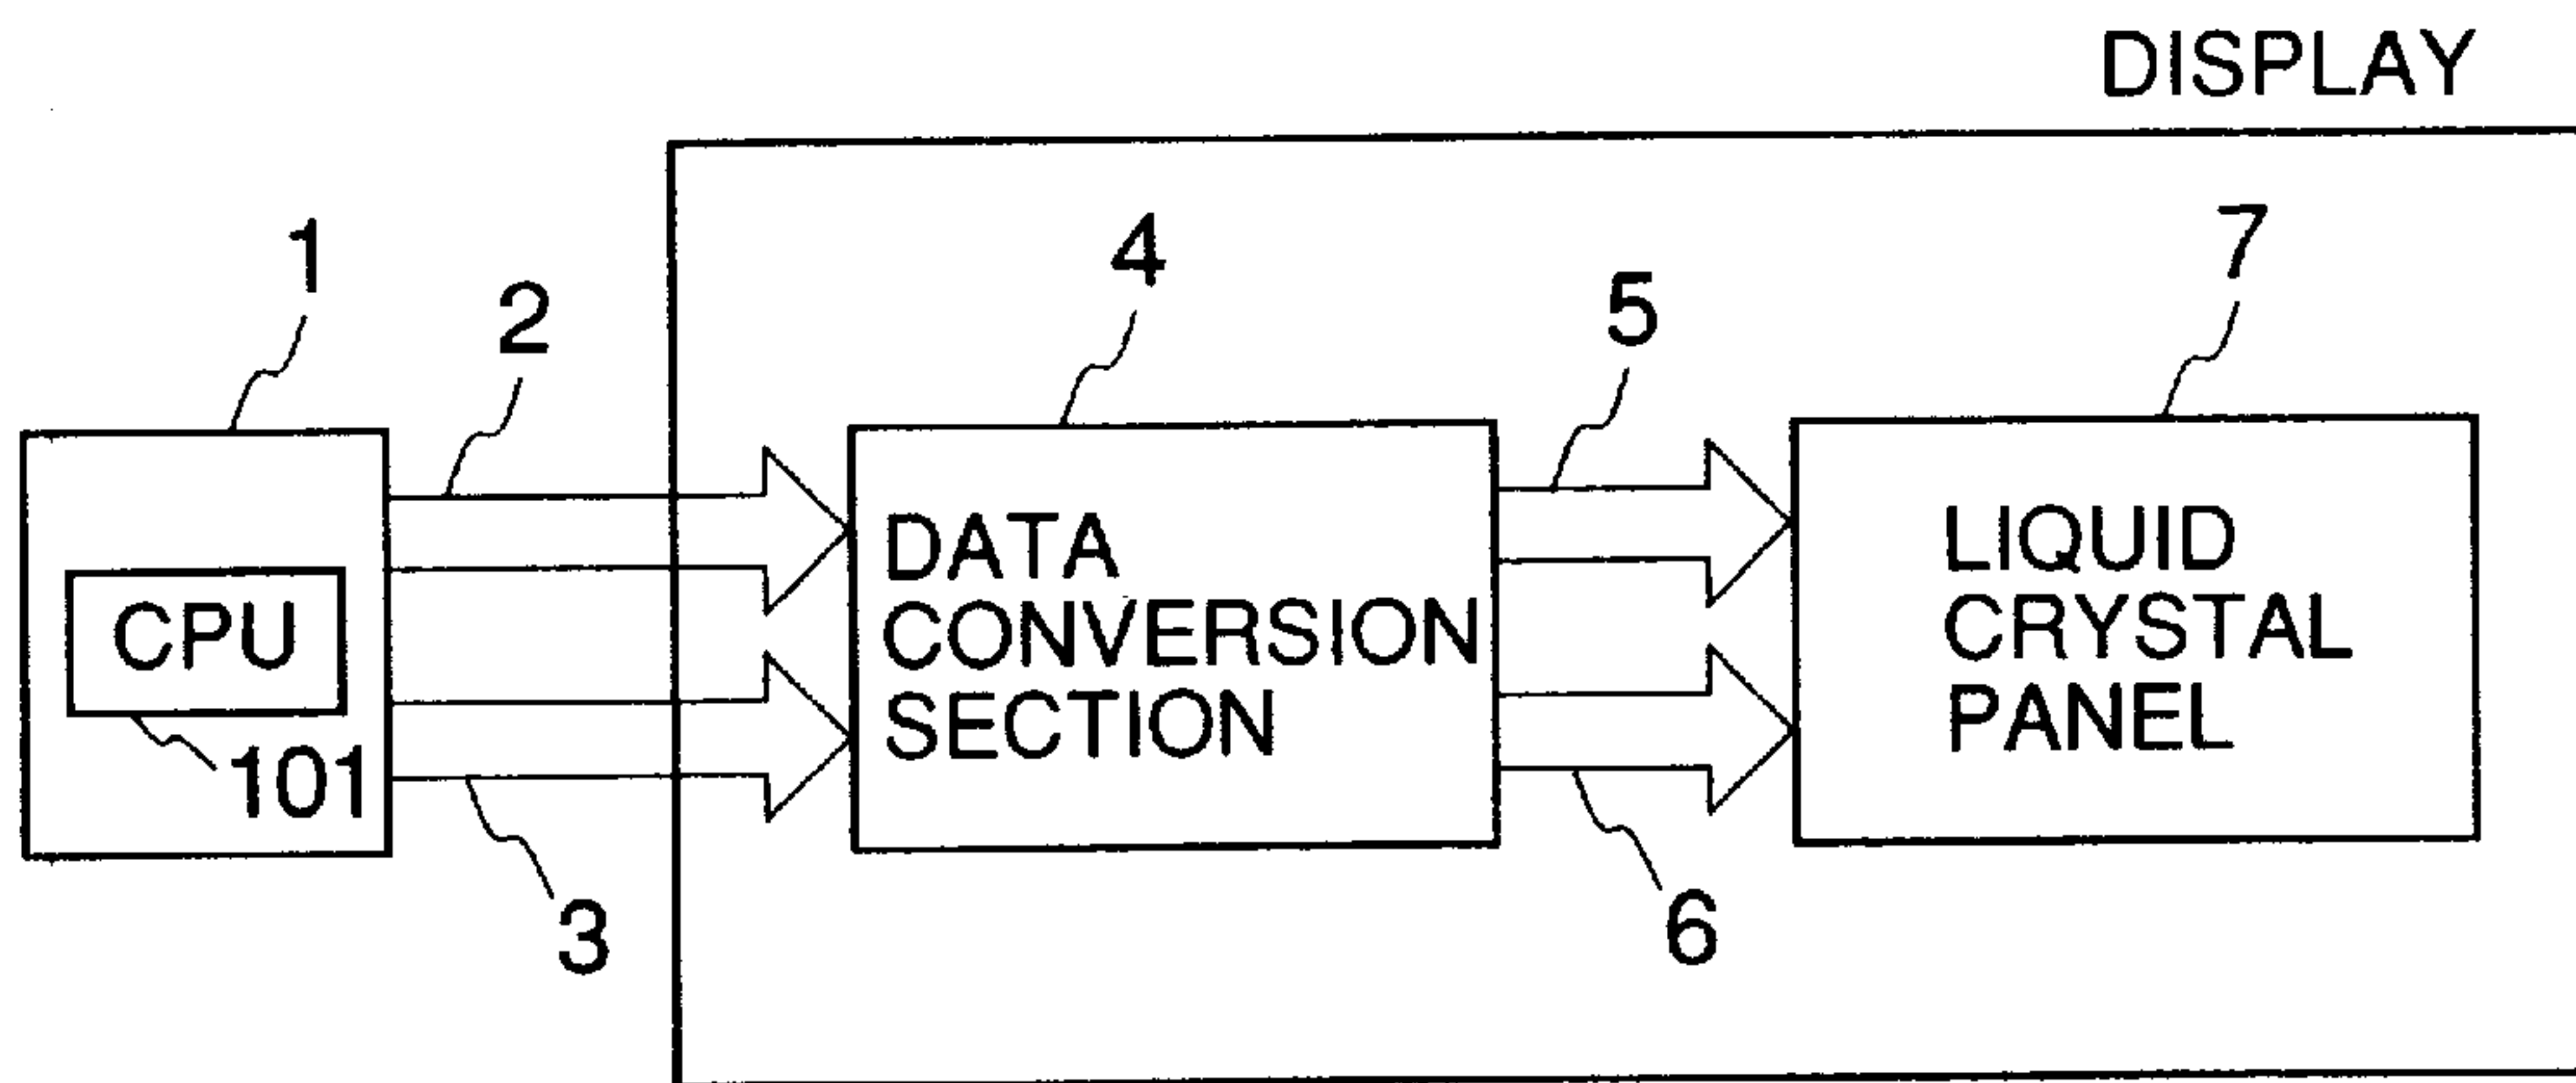 DISPLAY
1
2
4
5
7
CPU
101
DATA
CONVERSION
SECTION
LIQUID
CRYSTAL
PANEL
3
6